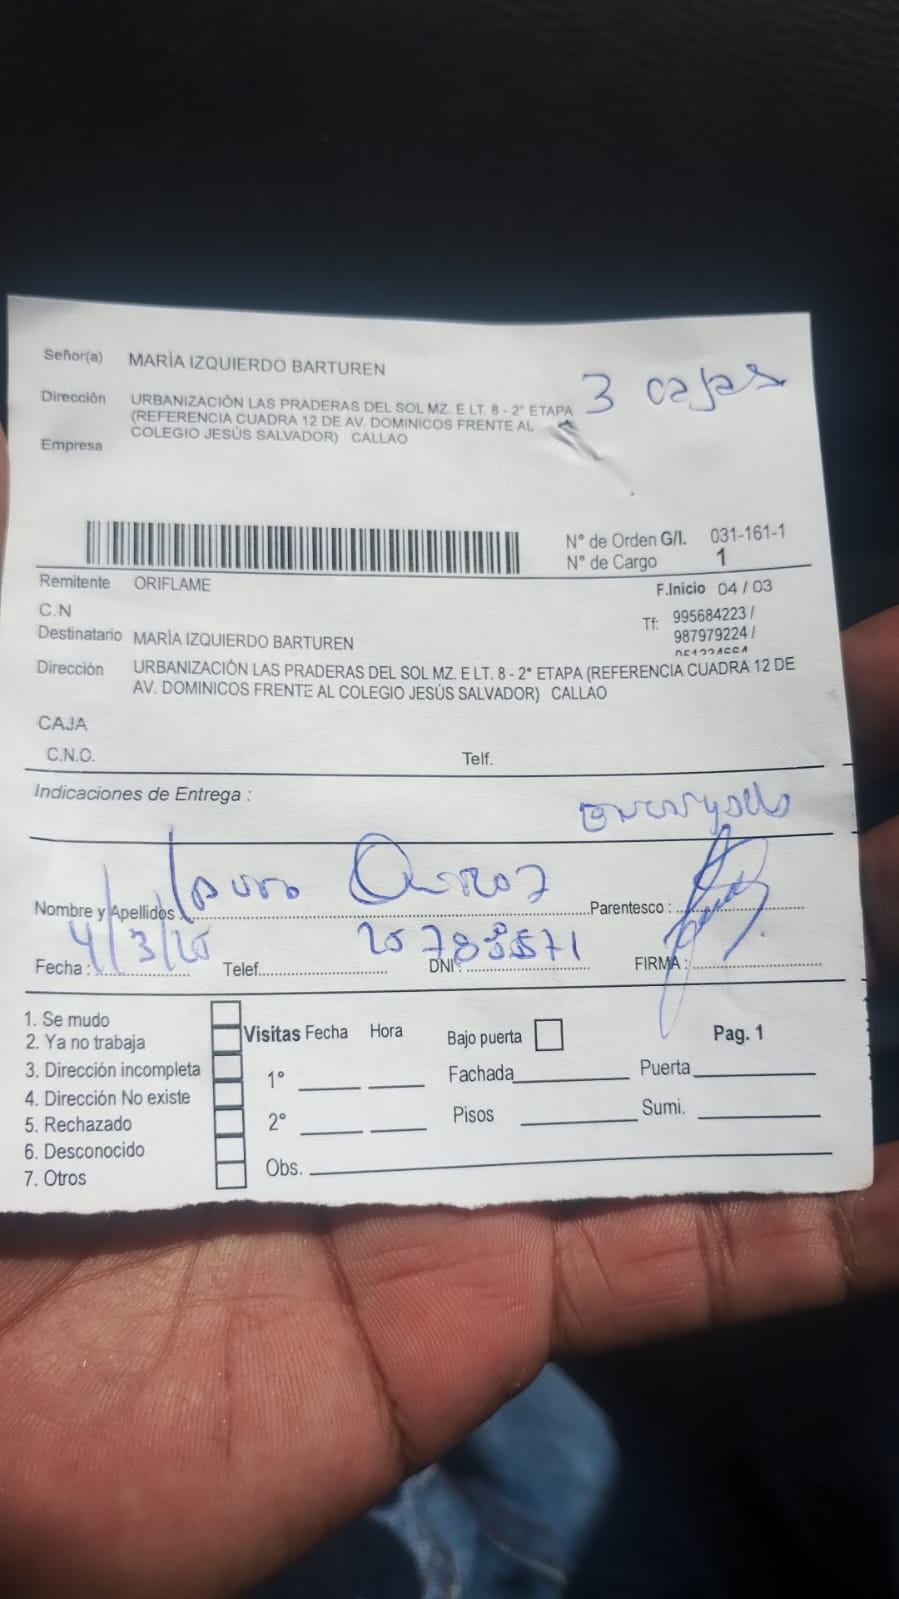 Señor(a) MARÍA IZQUIERDO BARTUREN
3 cajas
Dirección URBANIZACIÓN LAS PRADERAS DEL SOL MZ. E LT. 8 - 2° ETAPA
(REFERENCIA CUADRA 12 DE AV. DOMINICOS FRENTE AL
COLEGIO JESÚS SALVADOR) CALLAO
Empresa
N° de Orden G/I. 031-161-1
N° de Cargo 1
Remitente ORIFLAME
F.Inicio 04 / 03
C.N
Tf: 995684223 /
987979224 /
Destinatario MARÍA IZQUIERDO BARTUREN
Dirección URBANIZACIÓN LAS PRADERAS DEL SOL MZ. E LT. 8 - 2° ETAPA (REFERENCIA CUADRA 12 DE
AV. DOMINICOS FRENTE AL COLEGIO JESÚS SALVADOR) CALLAO
CAJA
C.N.C. Telf.
Indicaciones de Entrega :
Nombre y Apellidos : Parentesco :
Fecha : 4/3/25 Telef. DNI : FIRMA :
1. Se mudo
2. Ya no trabaja
3. Dirección incompleta
4. Dirección No existe
5. Rechazado
6. Desconocido
7. Otros
Visitas Fecha Hora Bajo puerta Pag. 1
1° Fachada Puerta
2° Pisos Sumi.
Obs.